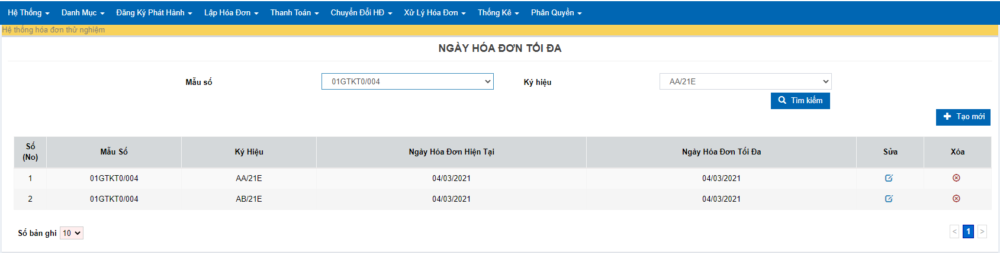 Hệ Thống Danh Mục Đăng Ký Phát Hành Lập Hóa Đơn Thanh Toán Chuyển Đổi HĐ Xử Lý Hóa Đơn Thống Kê Phân Quyền
Hệ thống hóa đơn thử nghiệm
NGÀY HÓA ĐƠN TỐI ĐA
Mẫu số 01GTKT0/004 Ký hiệu AA/21E
Tìm kiếm
Tạo mới
Số (No) Mẫu Số Ký Hiệu Ngày Hóa Đơn Hiện Tại Ngày Hóa Đơn Tối Đa Sửa Xóa
1 01GTKT0/004 AA/21E 04/03/2021 04/03/2021
2 01GTKT0/004 AB/21E 04/03/2021 04/03/2021
Số bản ghi 10 < 1 >